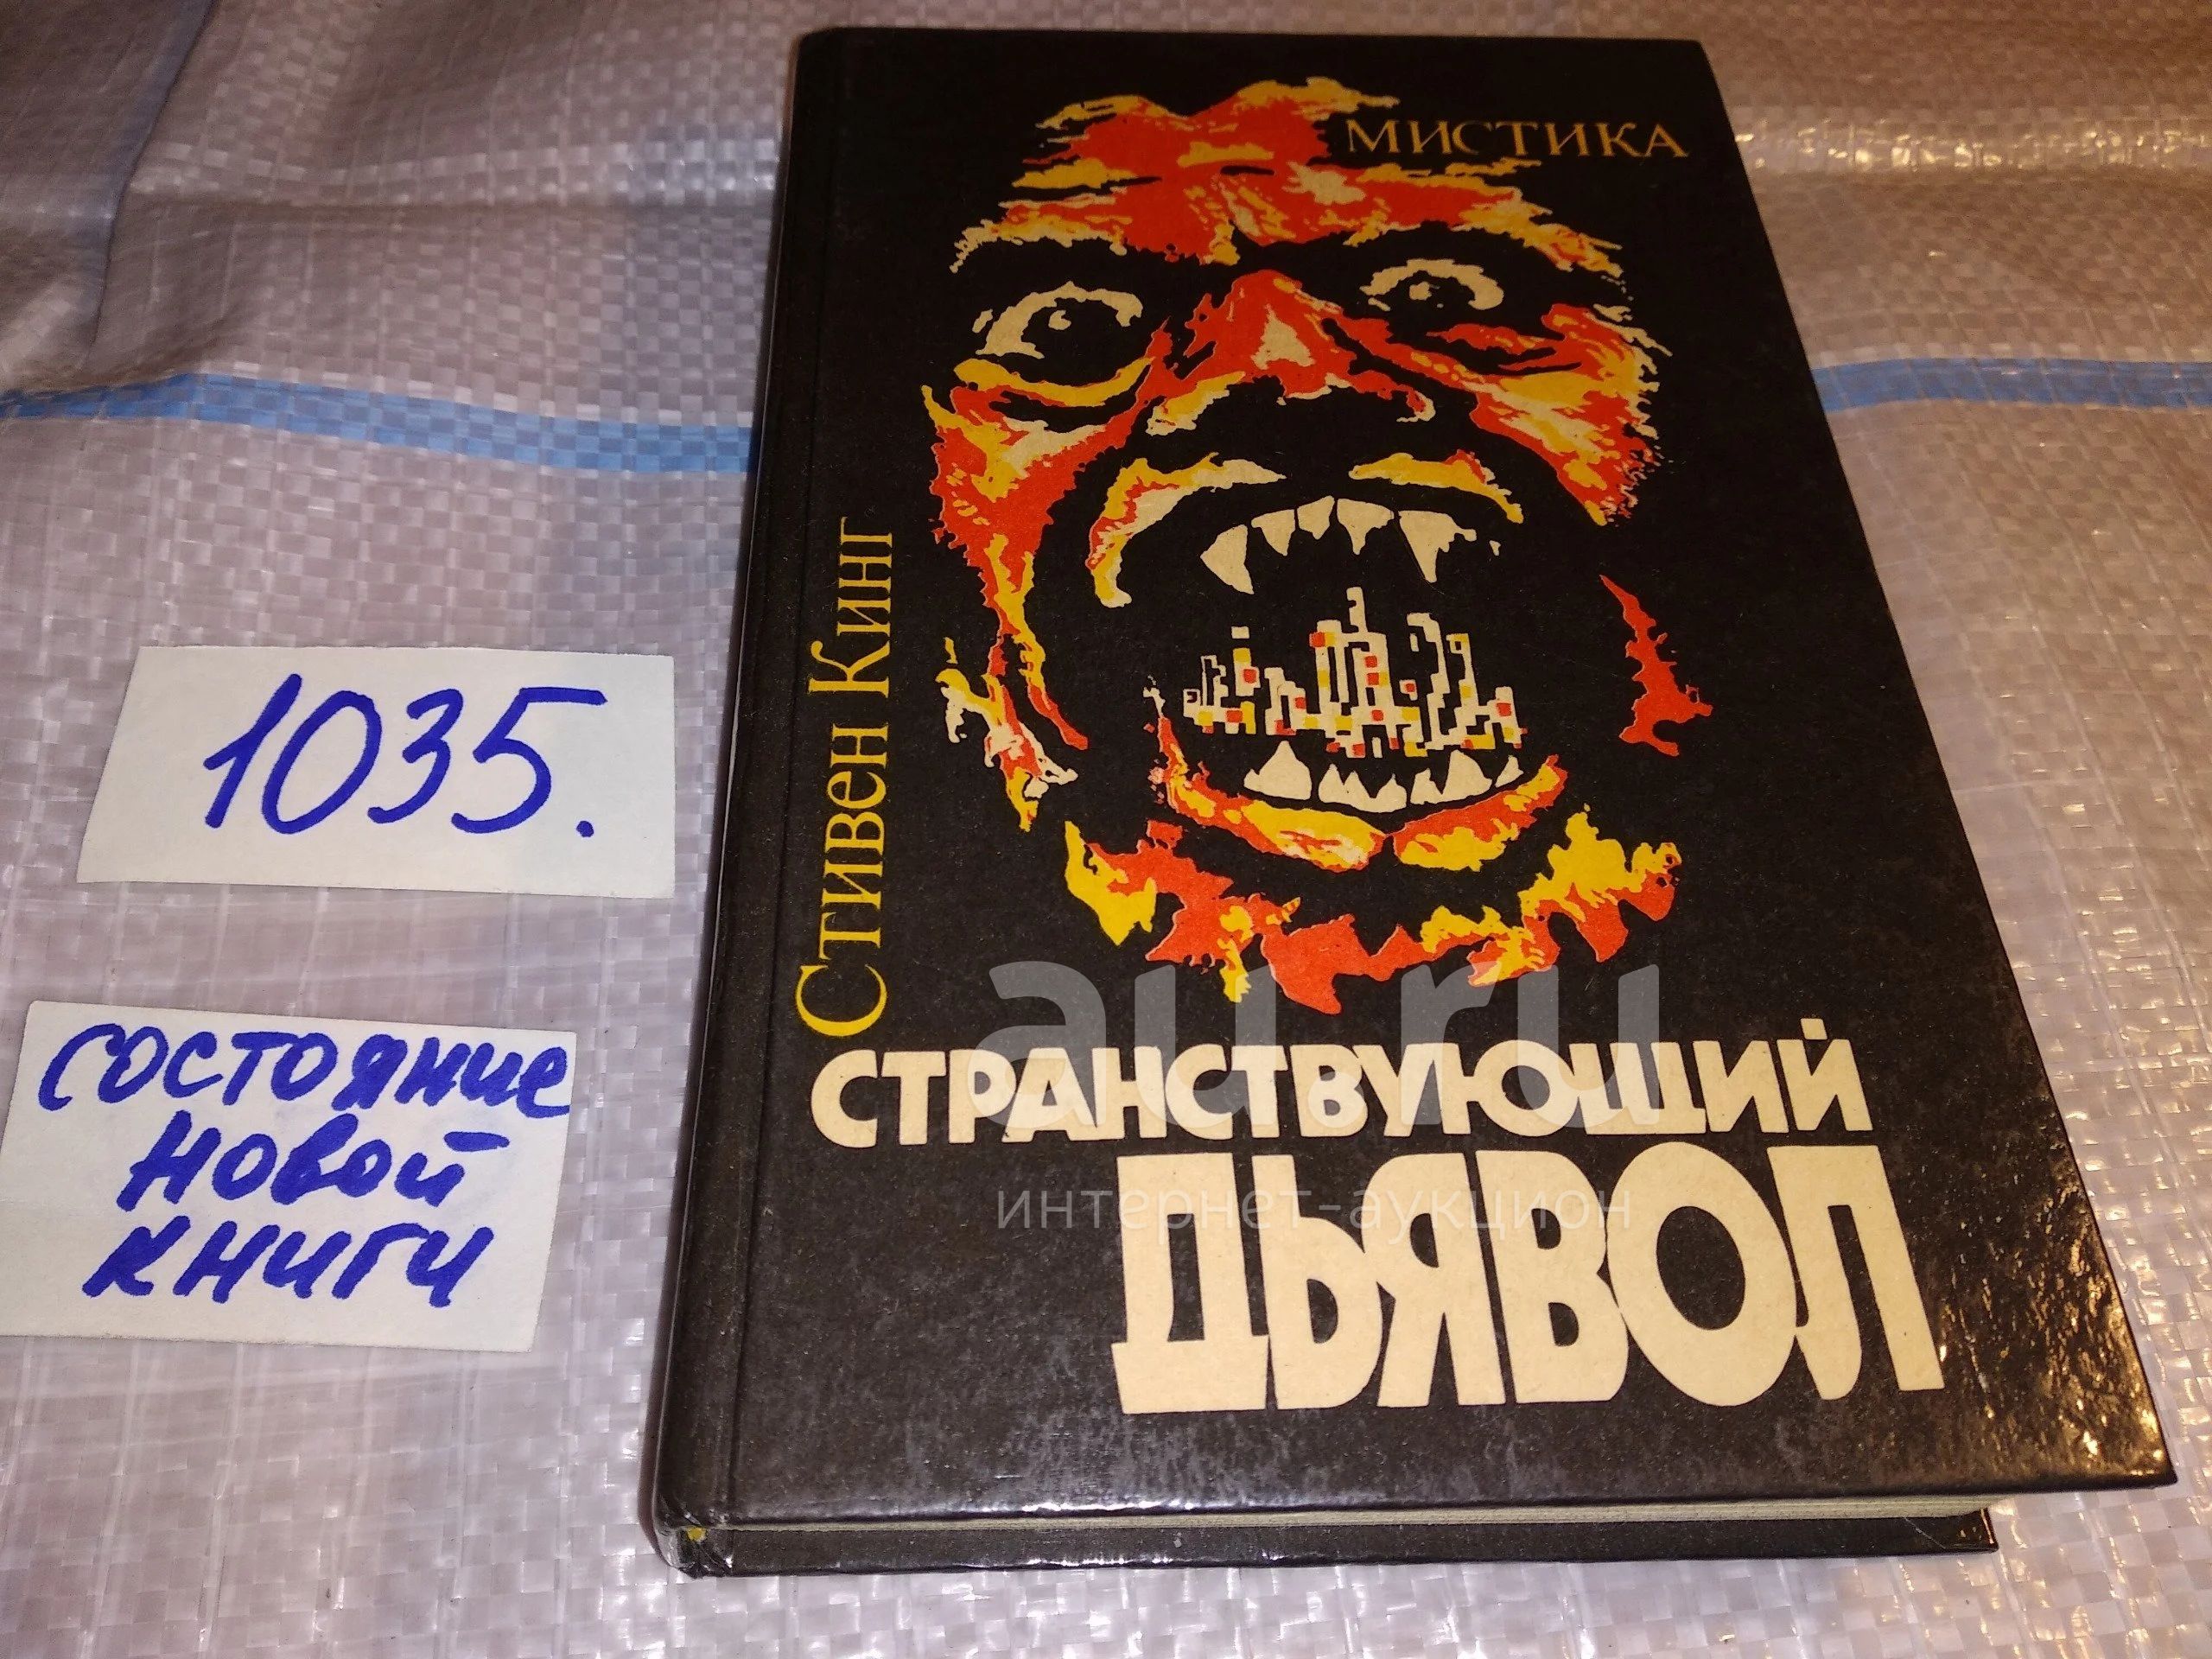 МИСТИКА
Стивен Кинг
СТРАНСТВУЮЩИЙ
ДЬЯВОЛ
1035.
состояние
новой
книги
au.ru
интернет-аукцион